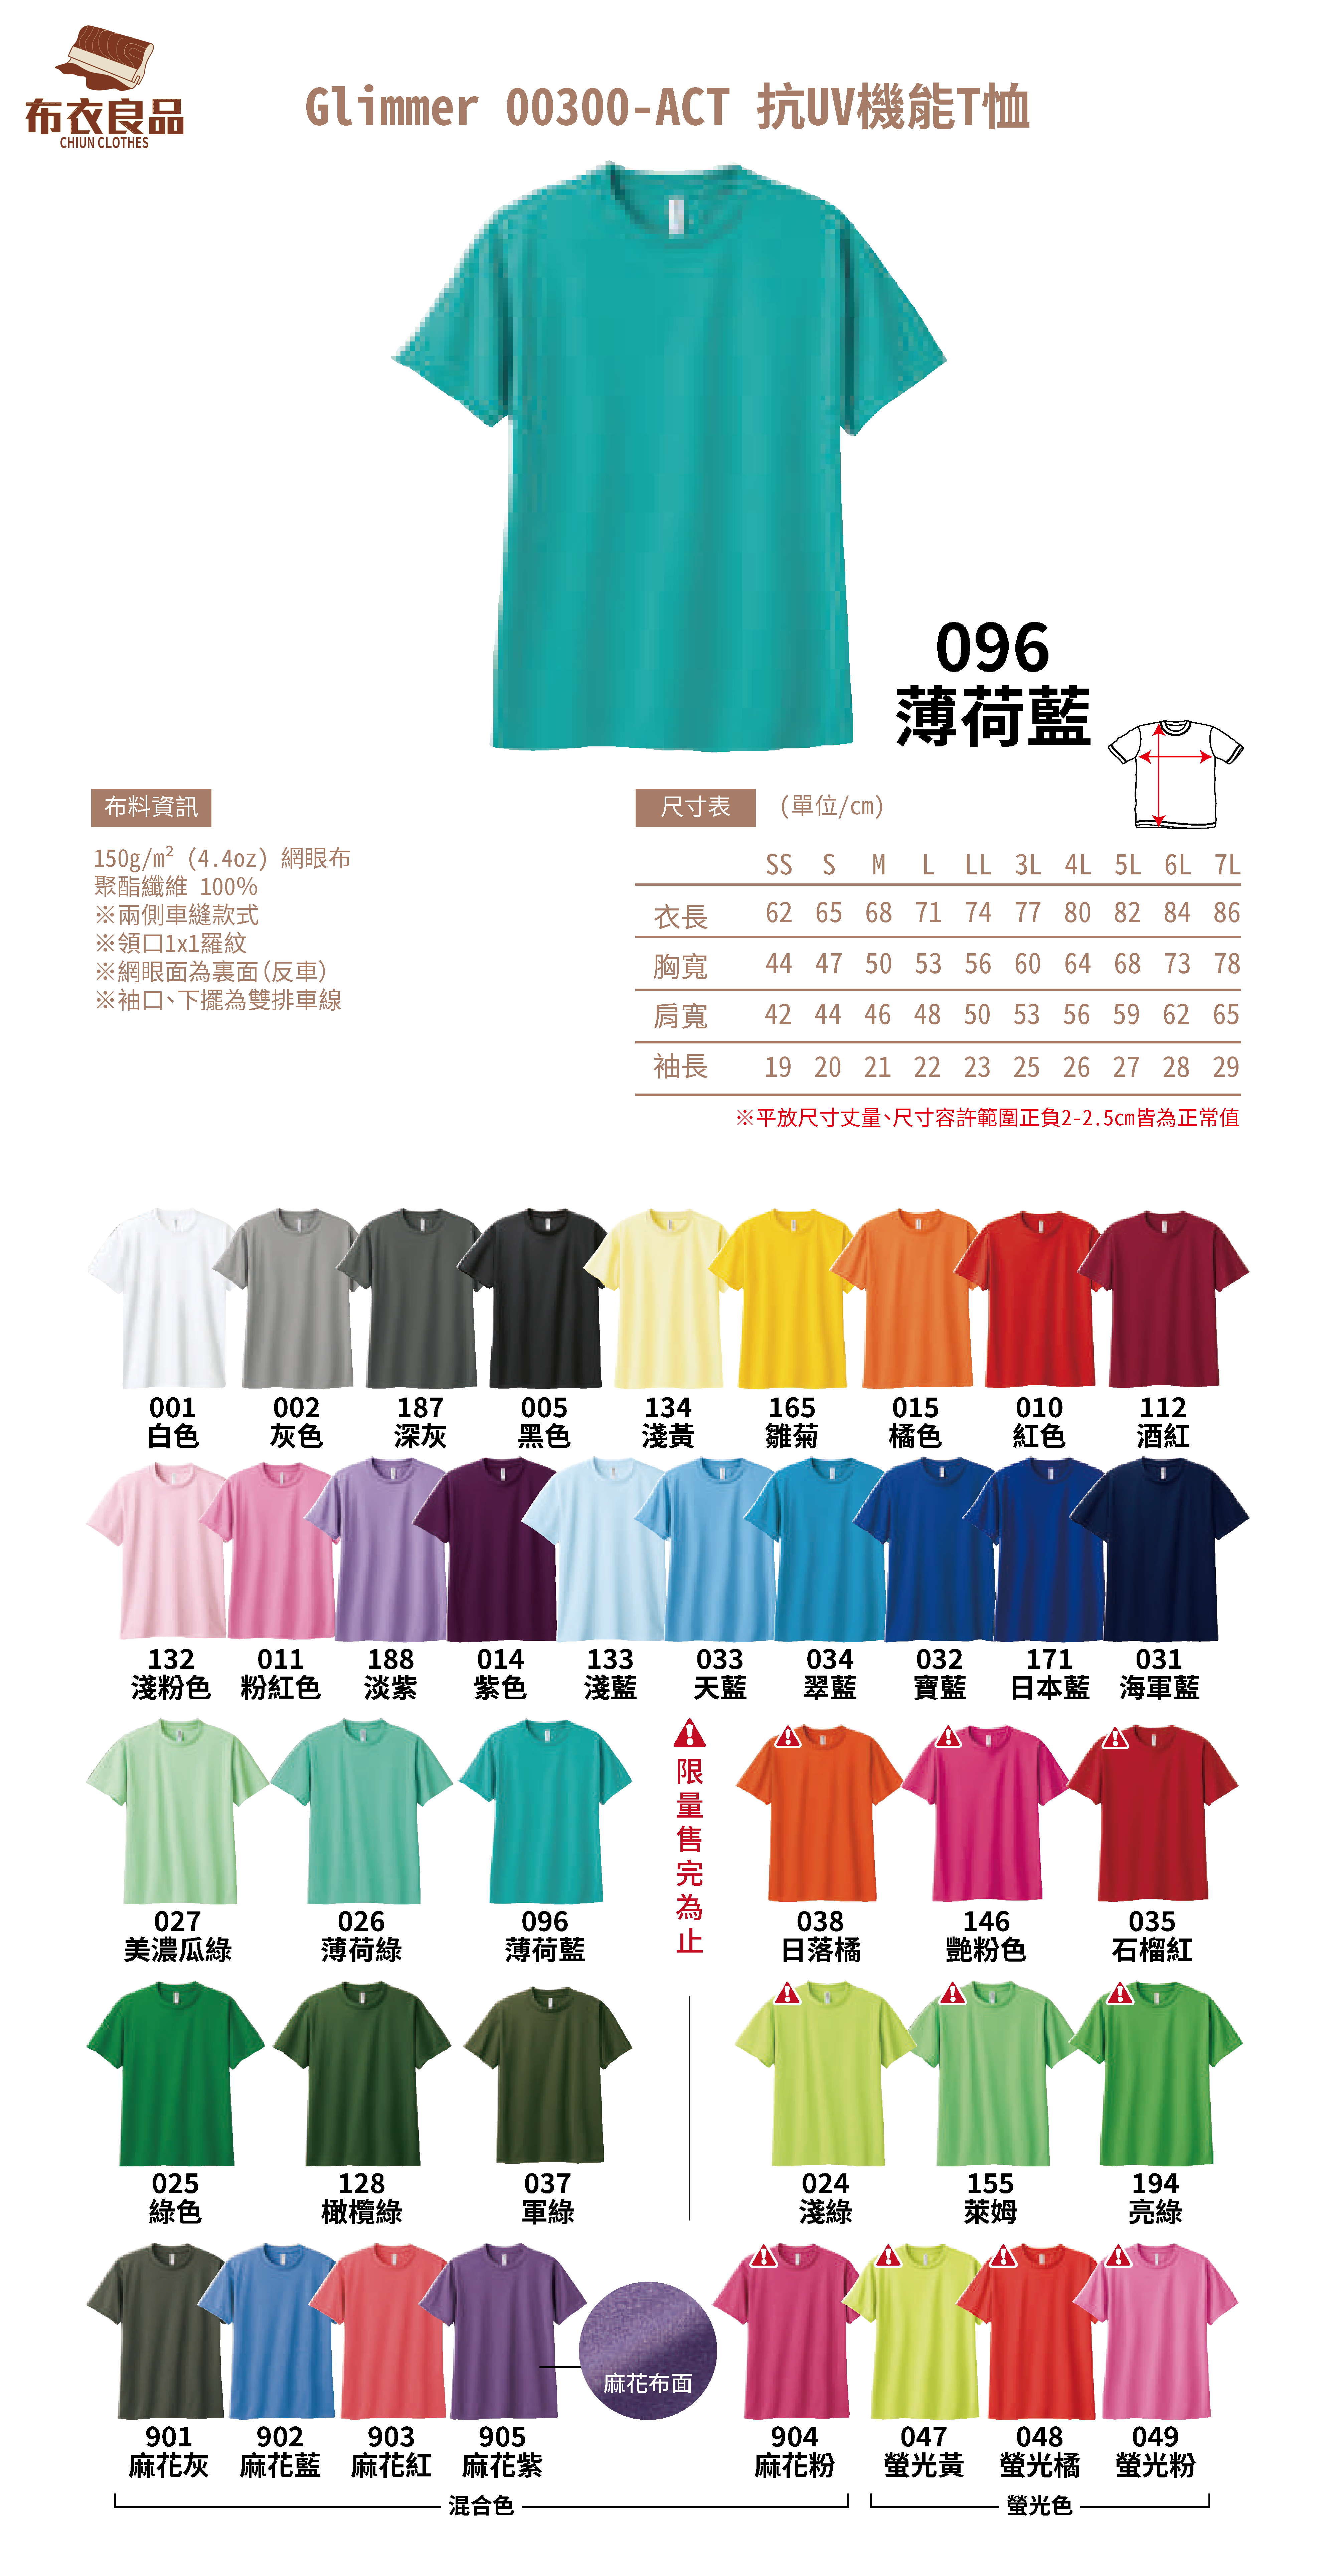 布衣良品
CHIUN CLOTHES
Glimmer 00300-ACT 抗UV機能T恤
096
薄荷藍
布料資訊
150g/m² (4.4oz) 網眼布
聚酯纖維 100%
※兩側車縫款式
※領口1x1羅紋
※網眼面為裏面(反車)
※袖口、下擺為雙排車線
尺寸表 (單位/cm)
SS S M L LL 3L 4L 5L 6L 7L
衣長 62 65 68 71 74 77 80 82 84 86
胸寬 44 47 50 53 56 60 64 68 73 78
肩寬 42 44 46 48 50 53 56 59 62 65
袖長 19 20 21 22 23 25 26 27 28 29
※平放尺寸丈量、尺寸容許範圍正負2-2.5cm皆為正常值
001 002 187 005 134 165 015 010 112
白色 灰色 深灰 黑色 淺黃 雛菊 橘色 紅色 酒紅
132 011 188 014 133 033 034 032 171 031
淺粉色 粉紅色 淡紫 紫色 淺藍 天藍 翠藍 寶藍 日本藍 海軍藍
027 026 096
美濃瓜綠 薄荷綠 薄荷藍
限量售完為止
038 146 035
日落橘 艷粉色 石榴紅
025 128 037
綠色 橄欖綠 軍綠
024 155 194
淺綠 萊姆 亮綠
麻花布面
901 902 903 905 904 047 048 049
麻花灰 麻花藍 麻花紅 麻花紫 麻花粉 螢光黃 螢光橘 螢光粉
混合色 螢光色